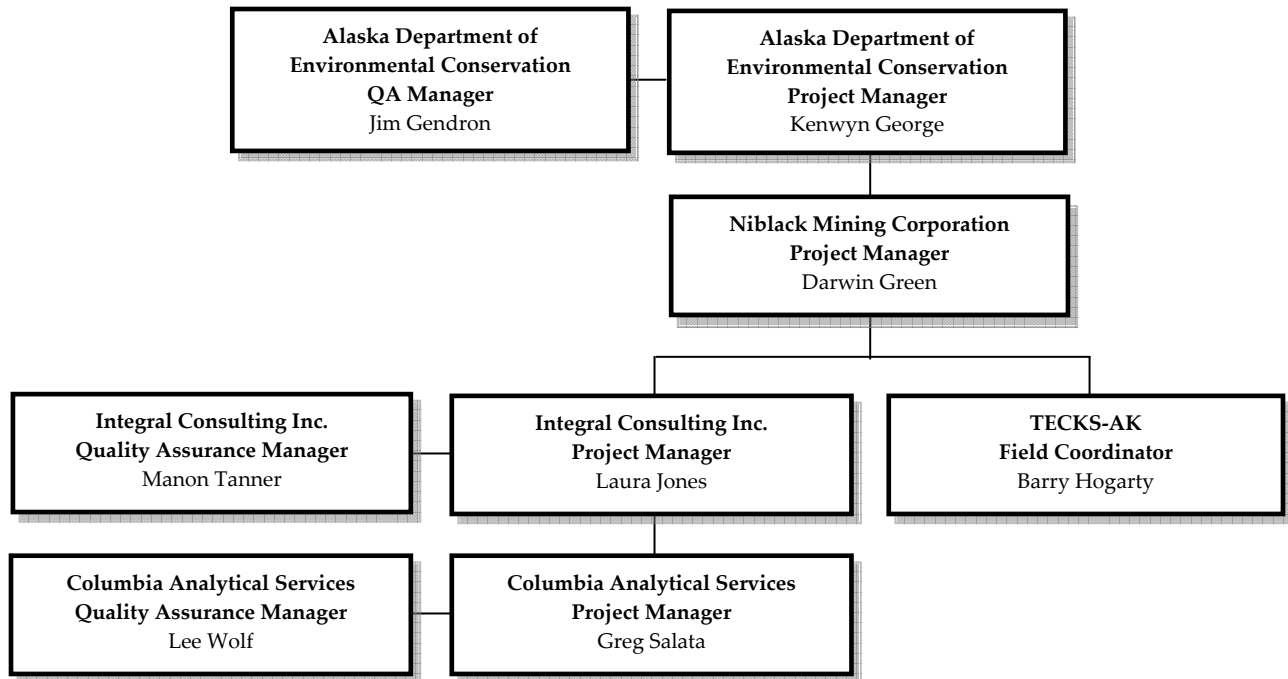 Alaska Department of
Environmental Conservation
QA Manager
Jim Gendron
Alaska Department of
Environmental Conservation
Project Manager
Kenwyn George
Niblack Mining Corporation
Project Manager
Darwin Green
Integral Consulting Inc.
Quality Assurance Manager
Manon Tanner
Integral Consulting Inc.
Project Manager
Laura Jones
TECKS-AK
Field Coordinator
Barry Hogarty
Columbia Analytical Services
Quality Assurance Manager
Lee Wolf
Columbia Analytical Services
Project Manager
Greg Salata